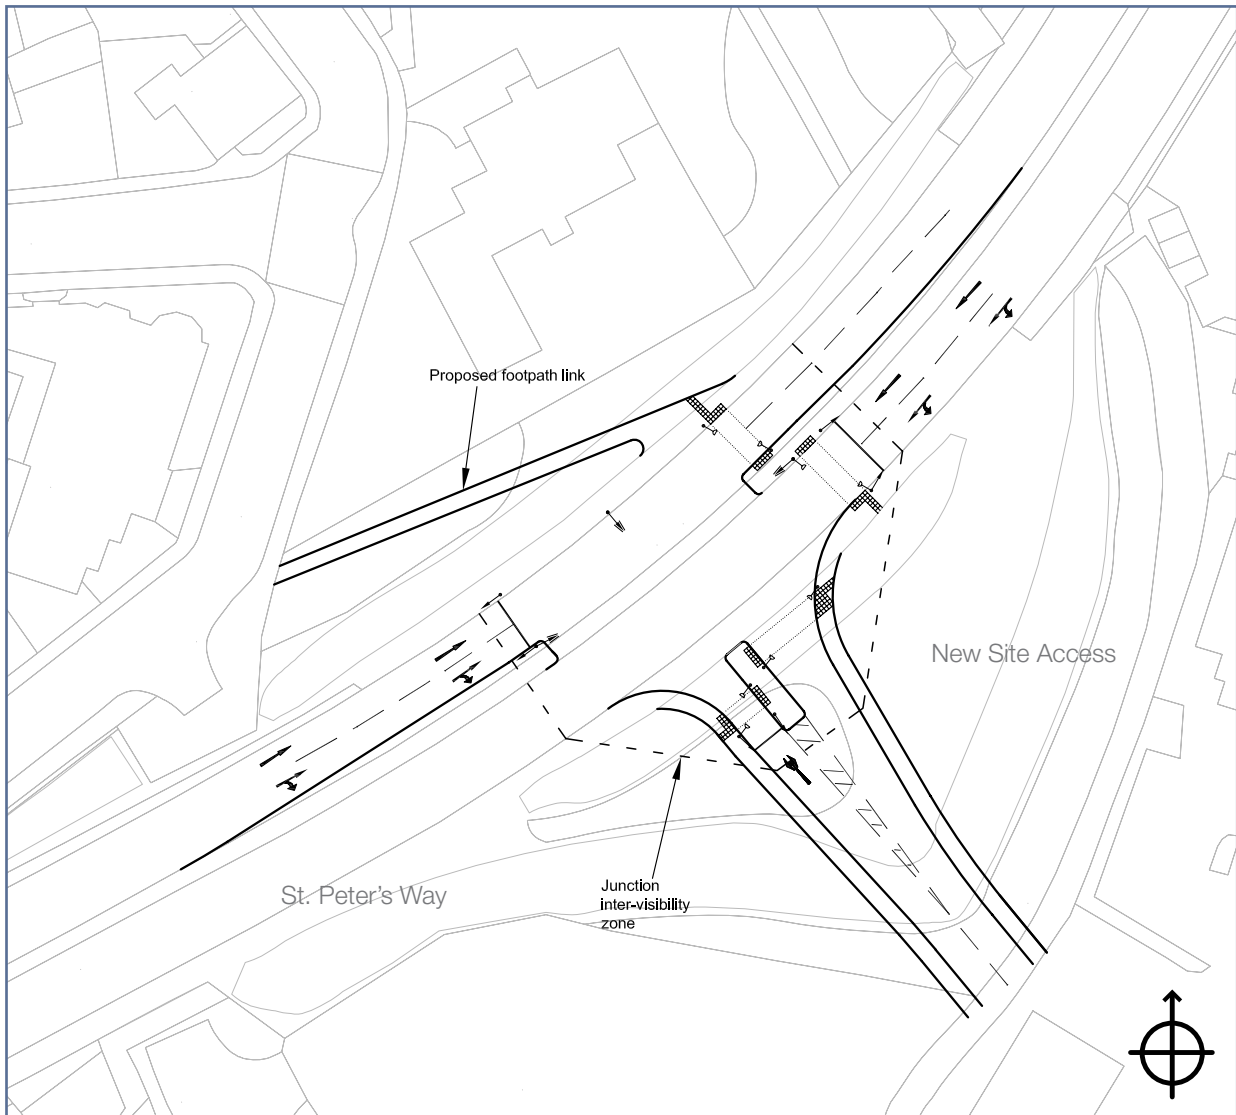 Proposed footpath link
New Site Access
St. Peter's Way
Junction
inter-visibility
zone